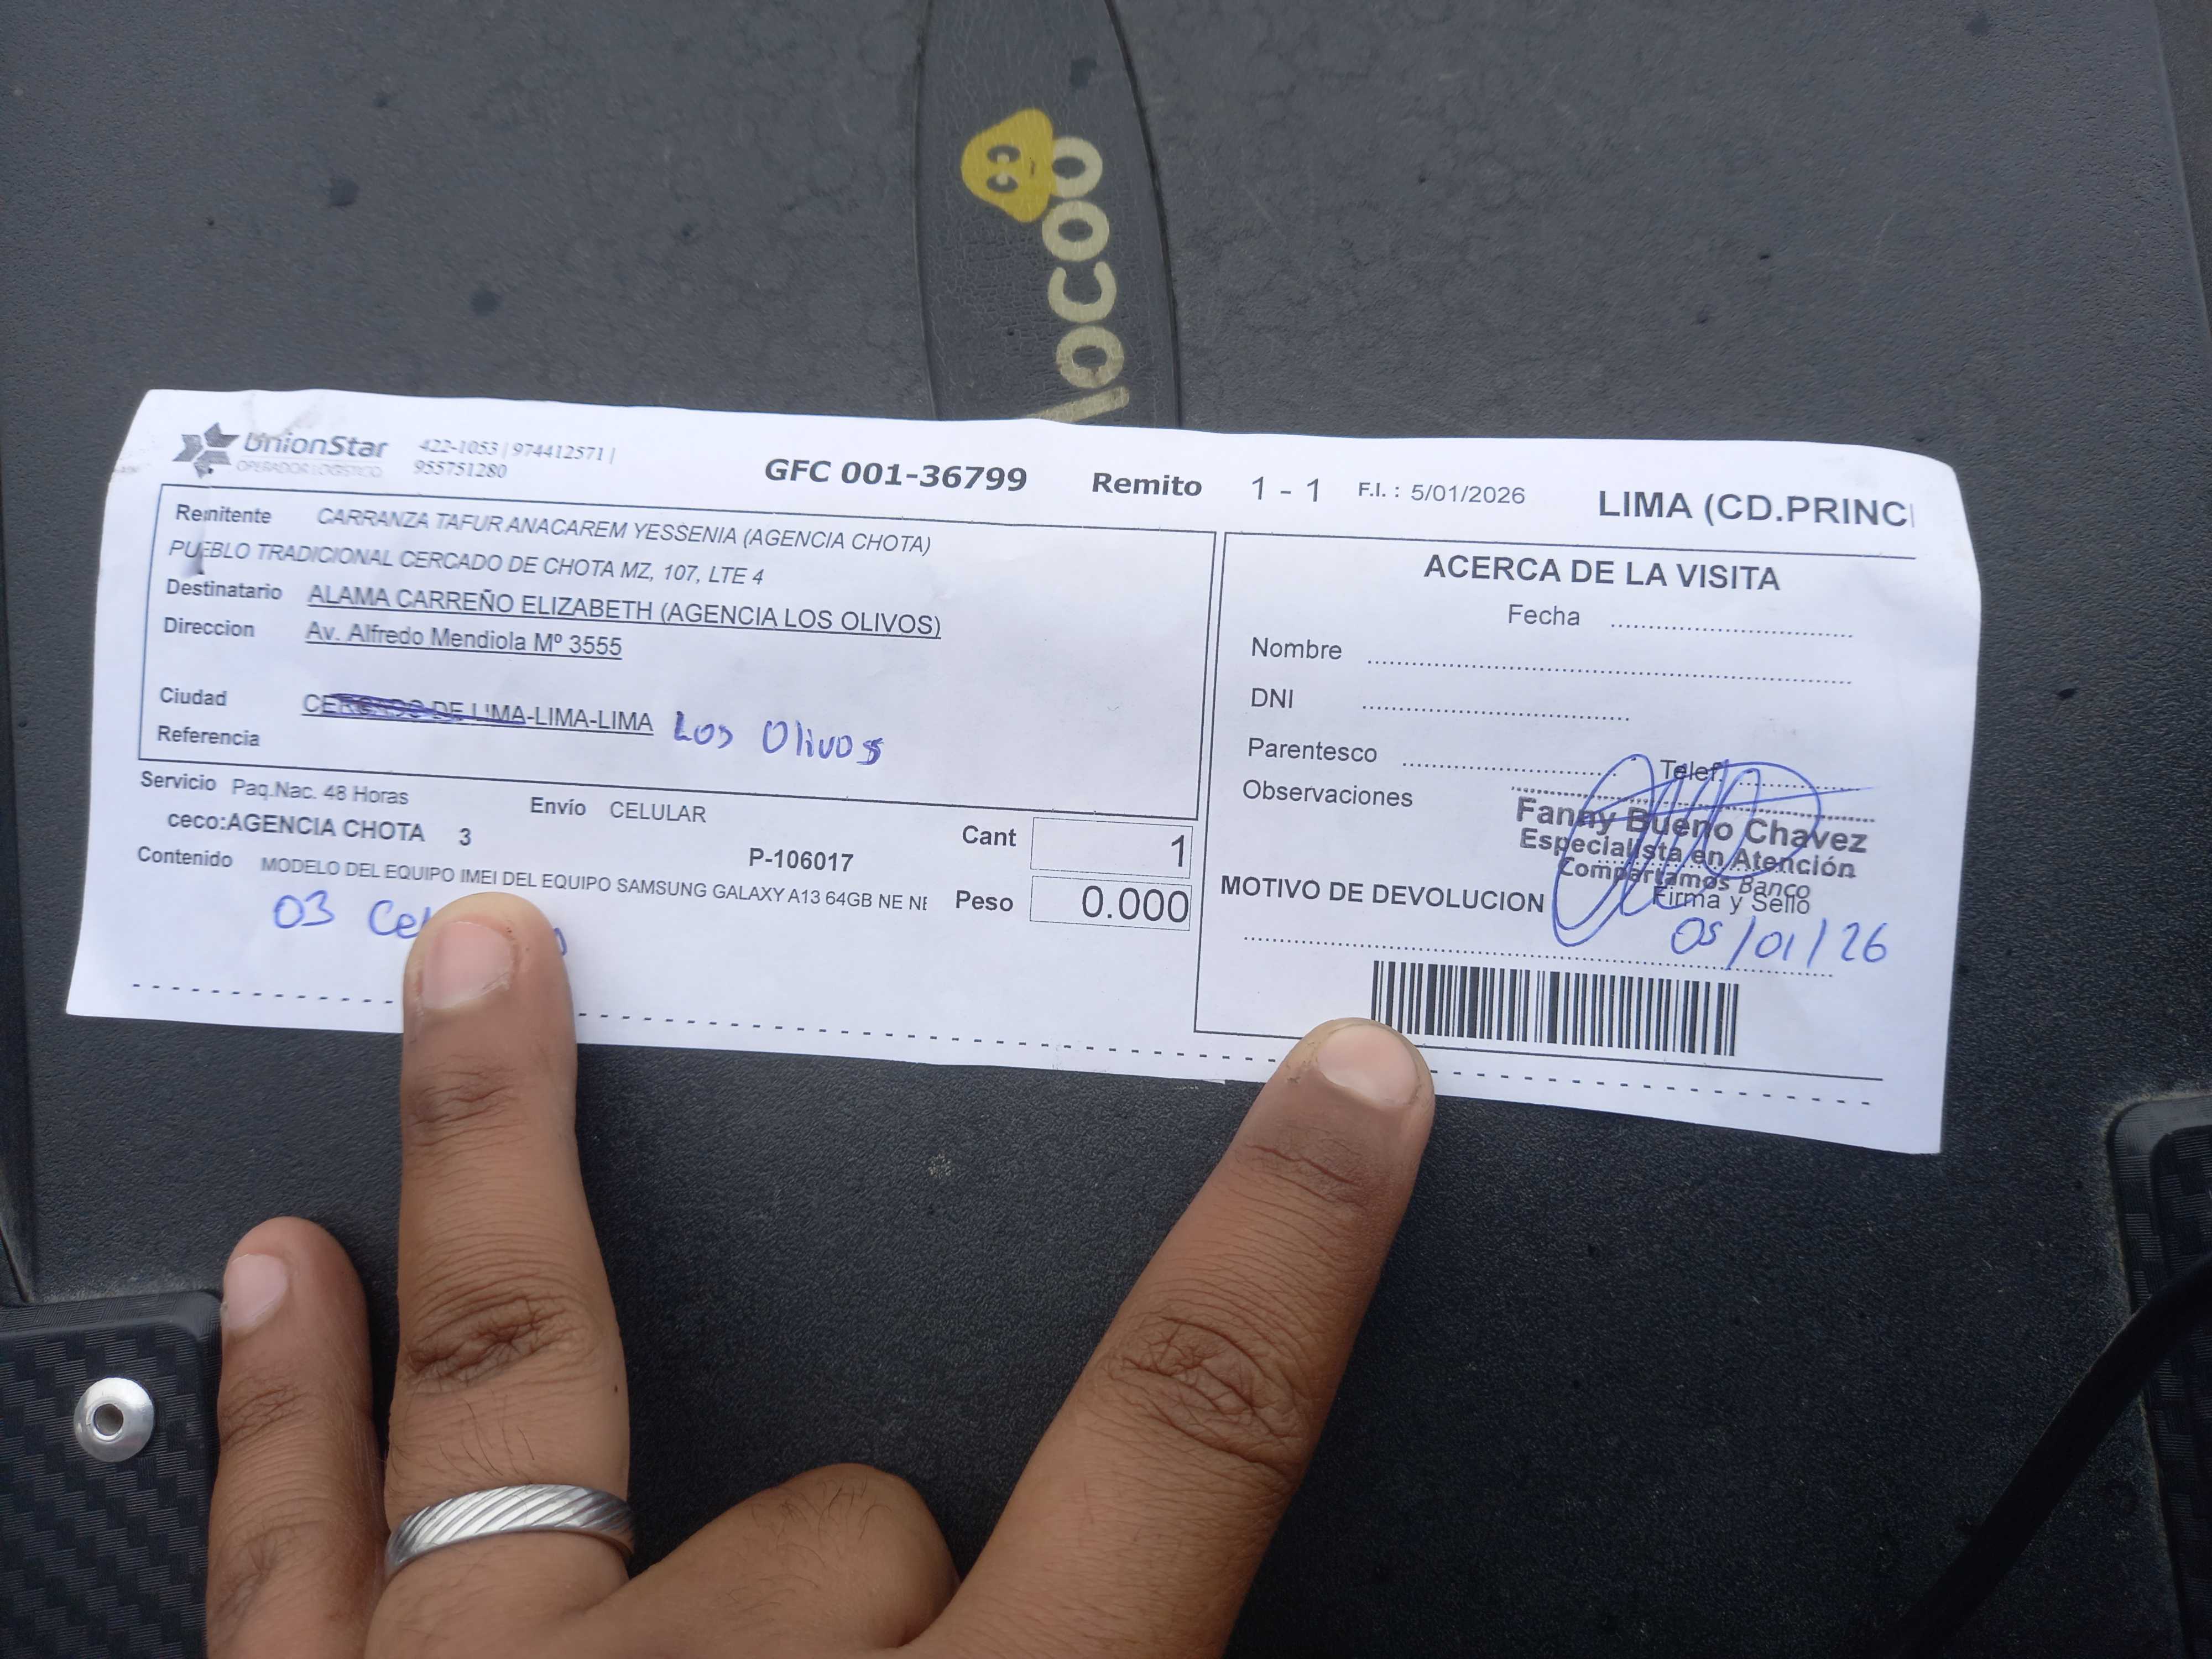 locoo
UnionStar
OPERADOR LOGISTICO
422-1053 | 974412571 |
955751280
GFC 001-36799
Remito 1 - 1
F.I. : 5/01/2026
LIMA (CD.PRINC
Remitente CARRANZA TAFUR ANACAREM YESSENIA (AGENCIA CHOTA)
PUEBLO TRADICIONAL CERCADO DE CHOTA MZ, 107, LTE 4
Destinatario ALAMA CARREÑO ELIZABETH (AGENCIA LOS OLIVOS)
Direccion Av. Alfredo Mendiola Mº 3555
Ciudad CERCADO DE LIMA-LIMA-LIMA Los Olivos
Referencia
Servicio Paq.Nac. 48 Horas
Envío CELULAR
ceco:AGENCIA CHOTA 3
P-106017
Cant 1
Contenido MODELO DEL EQUIPO IMEI DEL EQUIPO SAMSUNG GALAXY A13 64GB NE NE
Peso 0.000
03
ACERCA DE LA VISITA
Fecha
Nombre
DNI
Parentesco
Telef.
Observaciones
Fanny Bueno Chavez
Especialista en Atención
Compartamos Banco
Firma y Sello
MOTIVO DE DEVOLUCION
05/01/26